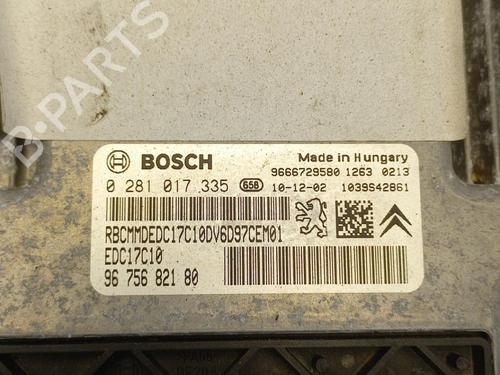 B-PARTS
BOSCH
Made in Hungary
9666729580 1263 0213
0 281 017 335 658 10-12-02 1039S42861
RBCMMDEDC17C10DV6D97CEM01
EDC17C10
96 756 821 80